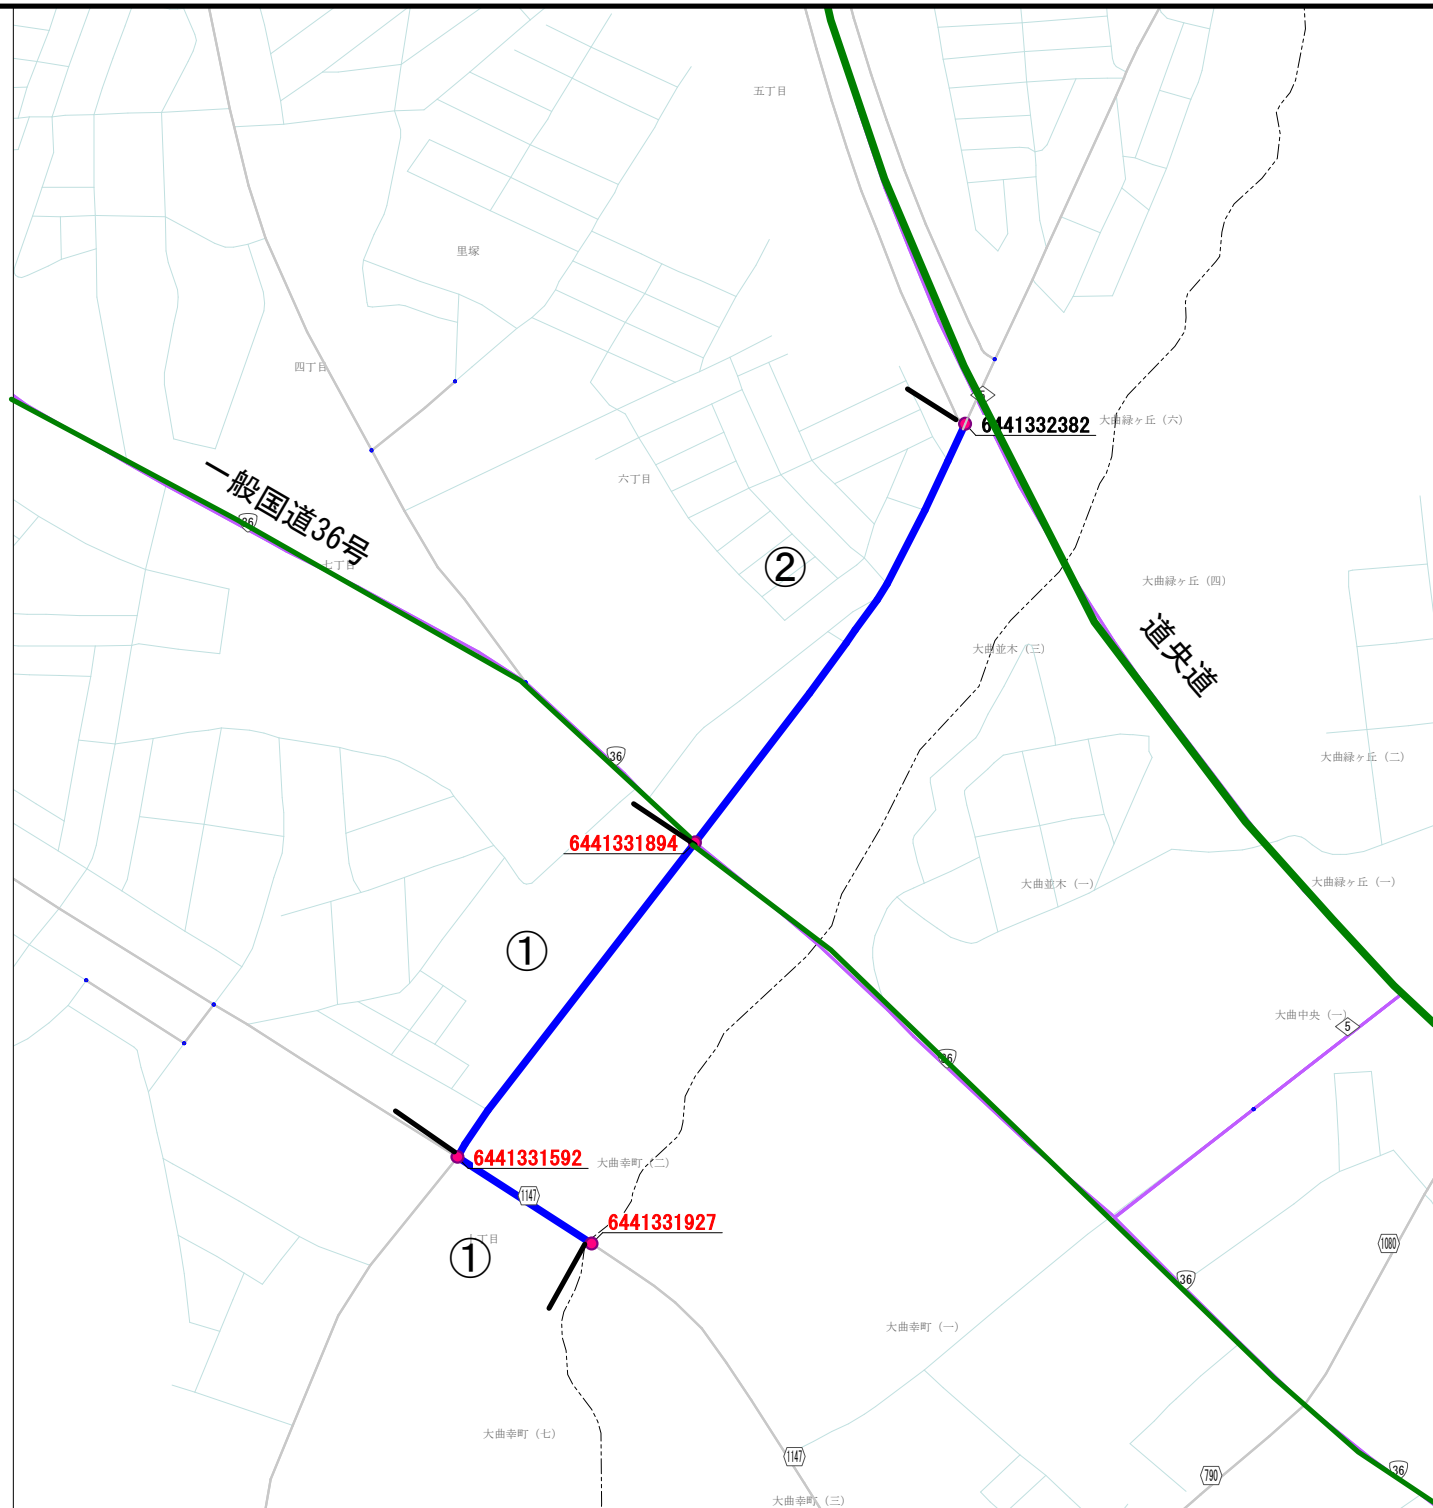 五丁目
里塚
四丁目
5
6441332382
大曲緑ヶ丘（六）
六丁目
一般国道36号
36
七丁目
②
大曲緑ヶ丘（四）
道央道
大曲並木（三）
36
大曲緑ヶ丘（二）
6441331894
大曲並木（一）
大曲緑ヶ丘（一）
①
大曲中央（一）
5
36
6441331592
大曲幸町（二）
1147
6441331927
丁目
①
1080
36
大曲幸町（一）
大曲幸町（七）
1147
790
36
大曲幸町（三）